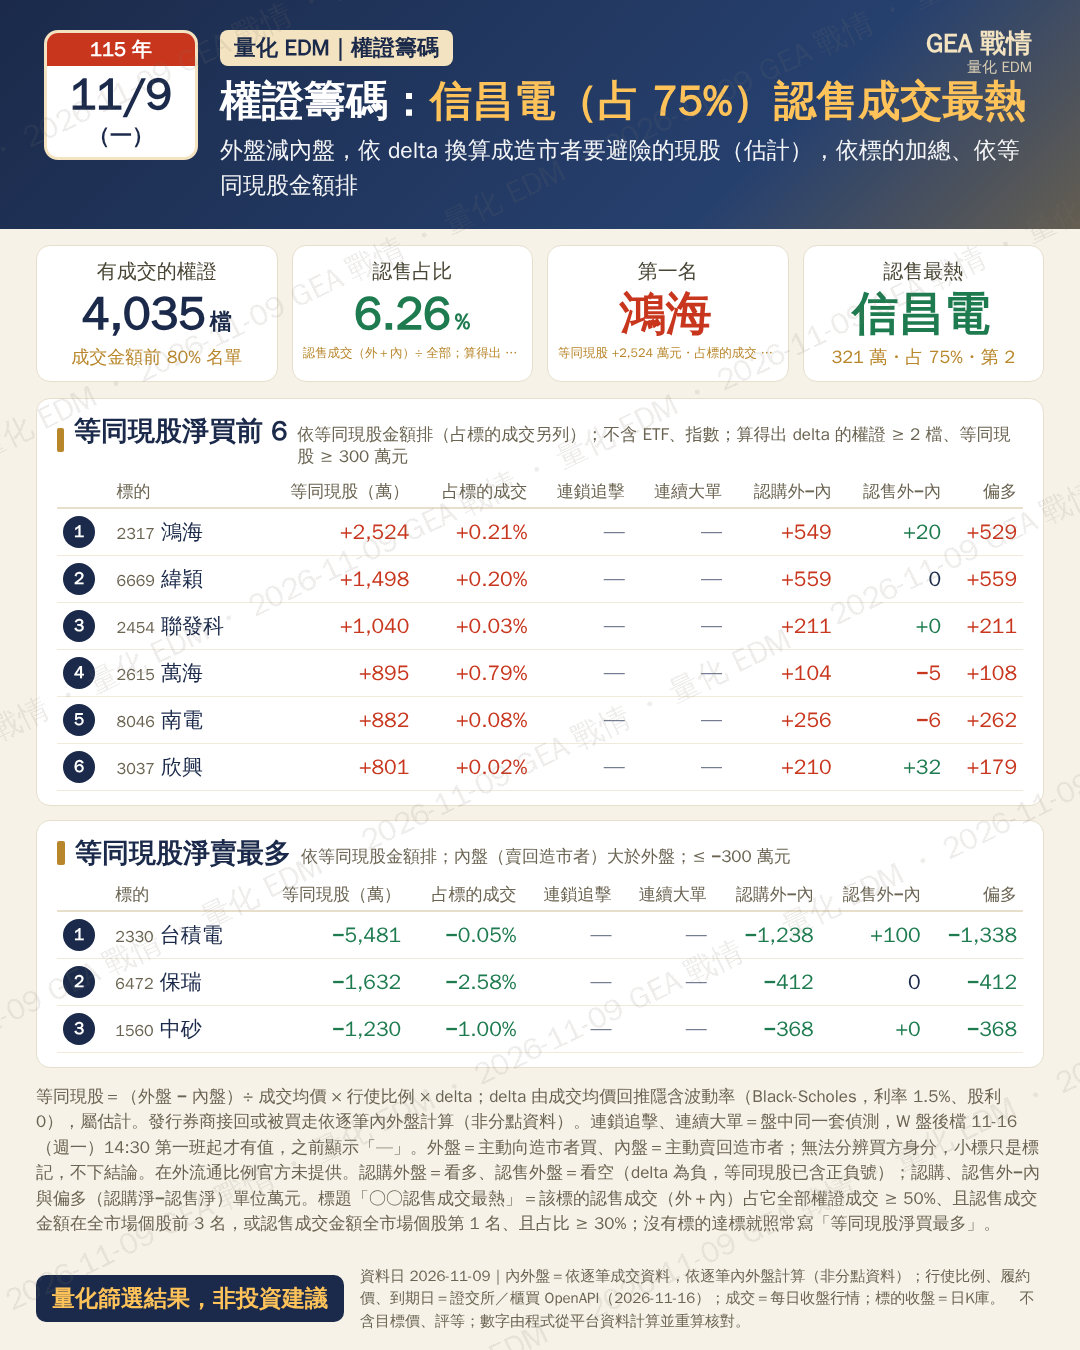 115 年
11/9
（一）
量化 EDM｜權證籌碼
GEA 戰情
量化 EDM
權證籌碼：信昌電（占 75%）認售成交最熱
外盤減內盤，依 delta 換算成造市者要避險的現股（估計），依標的加總、依等
同現股金額排
有成交的權證
4,035 檔
成交金額前 80% 名單
認售占比
6.26 %
認售成交（外＋內）÷ 全部；算得出 …
第一名
鴻海
等同現股 +2,524 萬元・占標的成交 …
認售最熱
信昌電
321 萬・占 75%・第 2
等同現股淨買前 6 依等同現股金額排（占標的成交另列）；不含 ETF、指數；算得出 delta 的權證 ≥ 2 檔、等同現
股 ≥ 300 萬元
標的 等同現股（萬） 占標的成交 連鎖追擊 連續大單 認購外−內 認售外−內 偏多
1 2317 鴻海 +2,524 +0.21% — — +549 +20 +529
2 6669 緯穎 +1,498 +0.20% — — +559 0 +559
3 2454 聯發科 +1,040 +0.03% — — +211 +0 +211
4 2615 萬海 +895 +0.79% — — +104 −5 +108
5 8046 南電 +882 +0.08% — — +256 −6 +262
6 3037 欣興 +801 +0.02% — — +210 +32 +179
等同現股淨賣最多 依等同現股金額排；內盤（賣回造市者）大於外盤；≤ −300 萬元
標的 等同現股（萬） 占標的成交 連鎖追擊 連續大單 認購外−內 認售外−內 偏多
1 2330 台積電 −5,481 −0.05% — — −1,238 +100 −1,338
2 6472 保瑞 −1,632 −2.58% — — −412 0 −412
3 1560 中砂 −1,230 −1.00% — — −368 +0 −368
等同現股＝（外盤 − 內盤）÷ 成交均價 × 行使比例 × delta；delta 由成交均價回推隱含波動率（Black-Scholes，利率 1.5%、股利
0），屬估計。發行券商接回或被買走依逐筆內外盤計算（非分點資料）。連鎖追擊、連續大單＝盤中同一套偵測，W 盤後檔 11-16
（週一）14:30 第一班起才有值，之前顯示「—」。外盤＝主動向造市者買、內盤＝主動賣回造市者；無法分辨買方身分，小標只是標
記，不下結論。在外流通比例官方未提供。認購外盤＝看多、認售外盤＝看空（delta 為負，等同現股已含正負號）；認購、認售外−內
與偏多（認購淨−認售淨）單位萬元。標題「〇〇認售成交最熱」＝該標的認售成交（外＋內）占它全部權證成交 ≥ 50%、且認售成交
金額在全市場個股前 3 名，或認售成交金額全市場個股第 1 名、且占比 ≥ 30%；沒有標的達標就照常寫「等同現股淨買最多」。
量化篩選結果，非投資建議
資料日 2026-11-09｜內外盤＝依逐筆成交資料，依逐筆內外盤計算（非分點資料）；行使比例、履約
價、到期日＝證交所／櫃買 OpenAPI（2026-11-16）；成交＝每日收盤行情；標的收盤＝日K庫。 不
含目標價、評等；數字由程式從平台資料計算並重算核對。